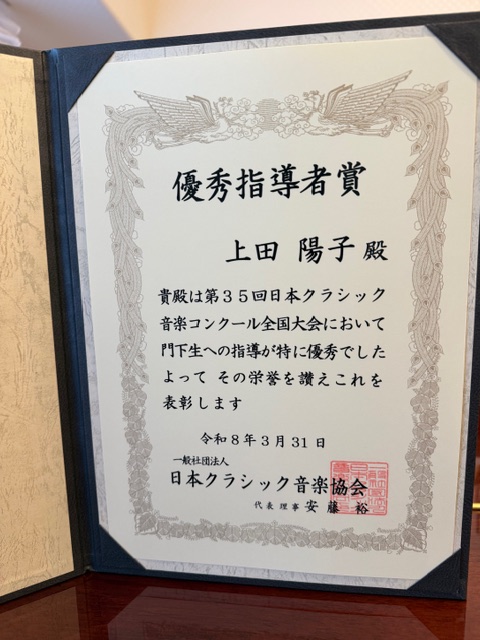 優秀指導者賞
上田 陽子 殿
貴殿は第35回日本クラシック
音楽コンクール全国大会において
門下生への指導が特に優秀でした
よって その栄誉を讃えこれを
表彰します
令和8年3月31日
一般社団法人
日本クラシック音楽協会
代表理事 安藤 裕